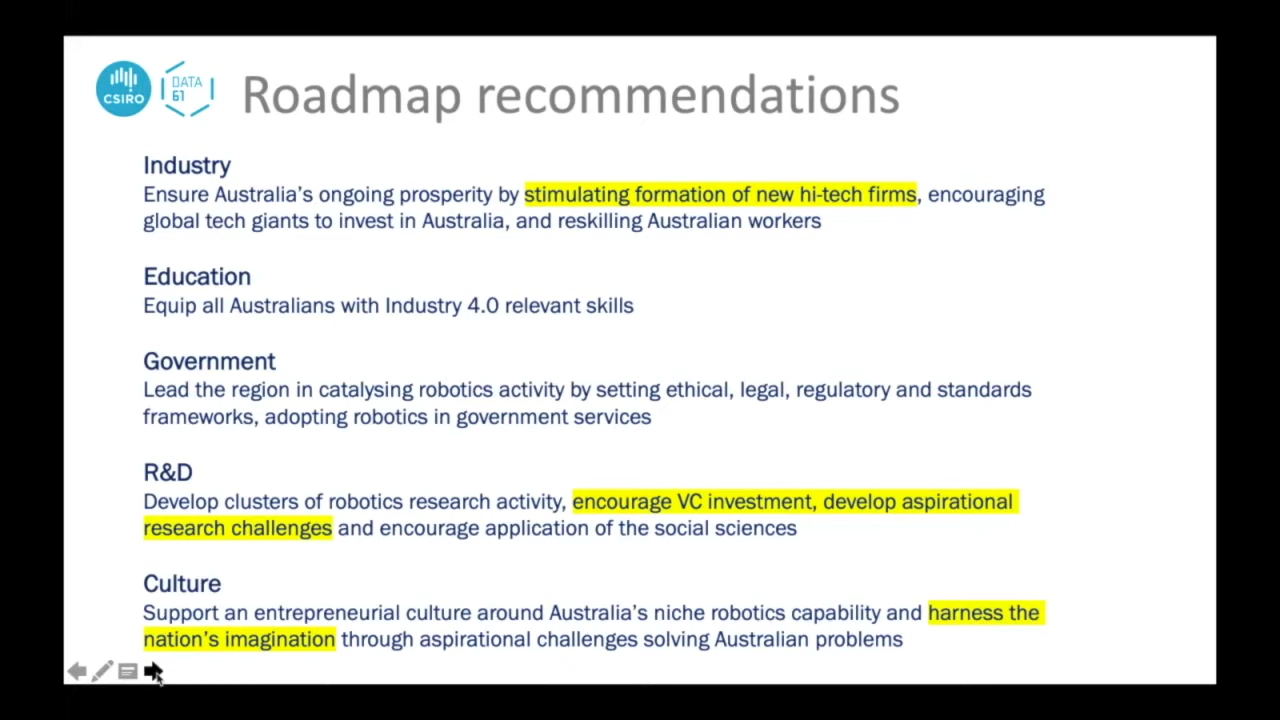 CSIRO
DATA
61
Roadmap recommendations
Industry
Ensure Australia's ongoing prosperity by stimulating formation of new hi-tech firms, encouraging
global tech giants to invest in Australia, and reskilling Australian workers
Education
Equip all Australians with Industry 4.0 relevant skills
Government
Lead the region in catalysing robotics activity by setting ethical, legal, regulatory and standards
frameworks, adopting robotics in government services
R&D
Develop clusters of robotics research activity, encourage VC investment, develop aspirational
research challenges and encourage application of the social sciences
Culture
Support an entrepreneurial culture around Australia's niche robotics capability and harness the
nation's imagination through aspirational challenges solving Australian problems